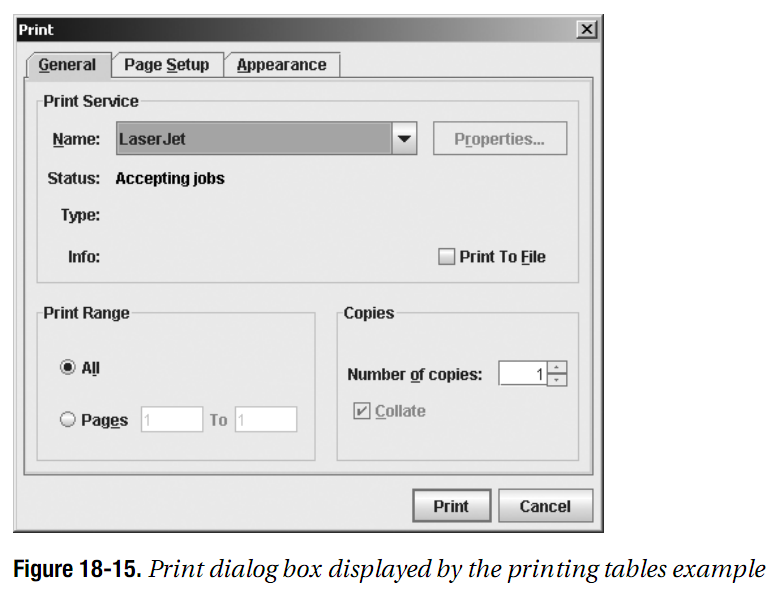 Print
General Page Setup Appearance
Print Service
Name: LaserJet Properties...
Status: Accepting jobs
Type:
Info: Print To File
Print Range Copies
All
Number of copies: 1
Pages 1 To 1 Collate
Print Cancel
Figure 18-15. Print dialog box displayed by the printing tables example